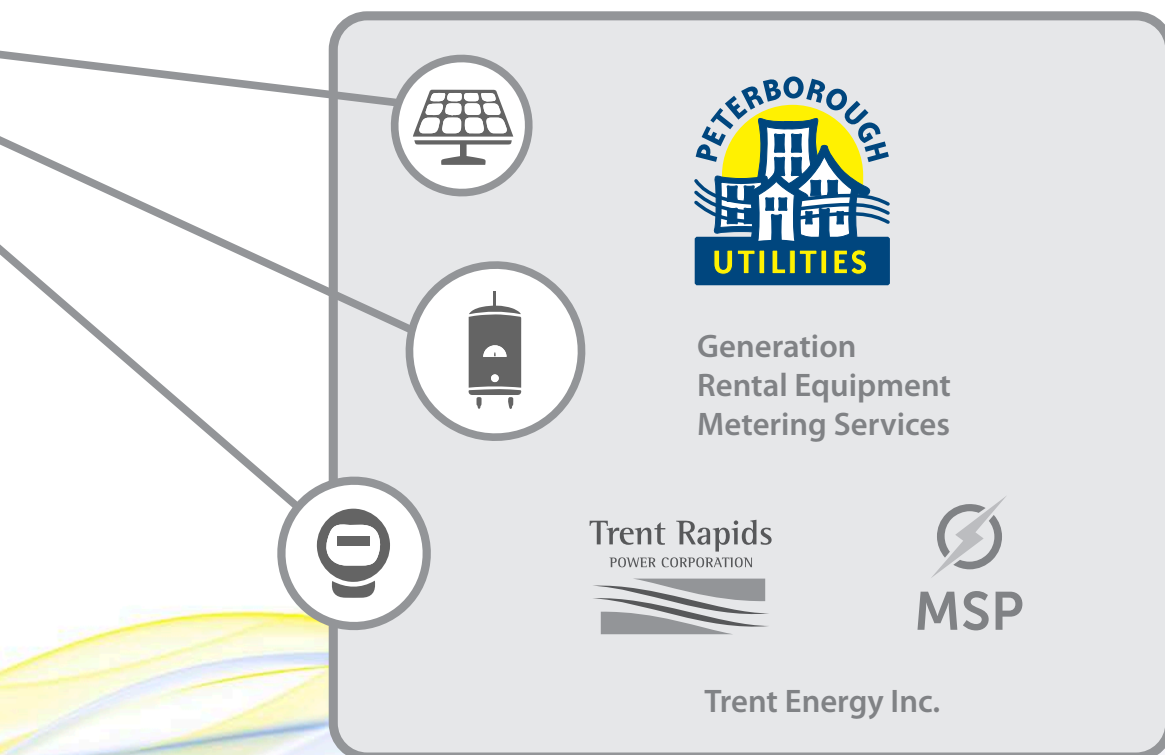 PETERBOROUGH
UTILITIES
Generation
Rental Equipment
Metering Services
Trent Rapids
POWER CORPORATION
MSP
Trent Energy Inc.